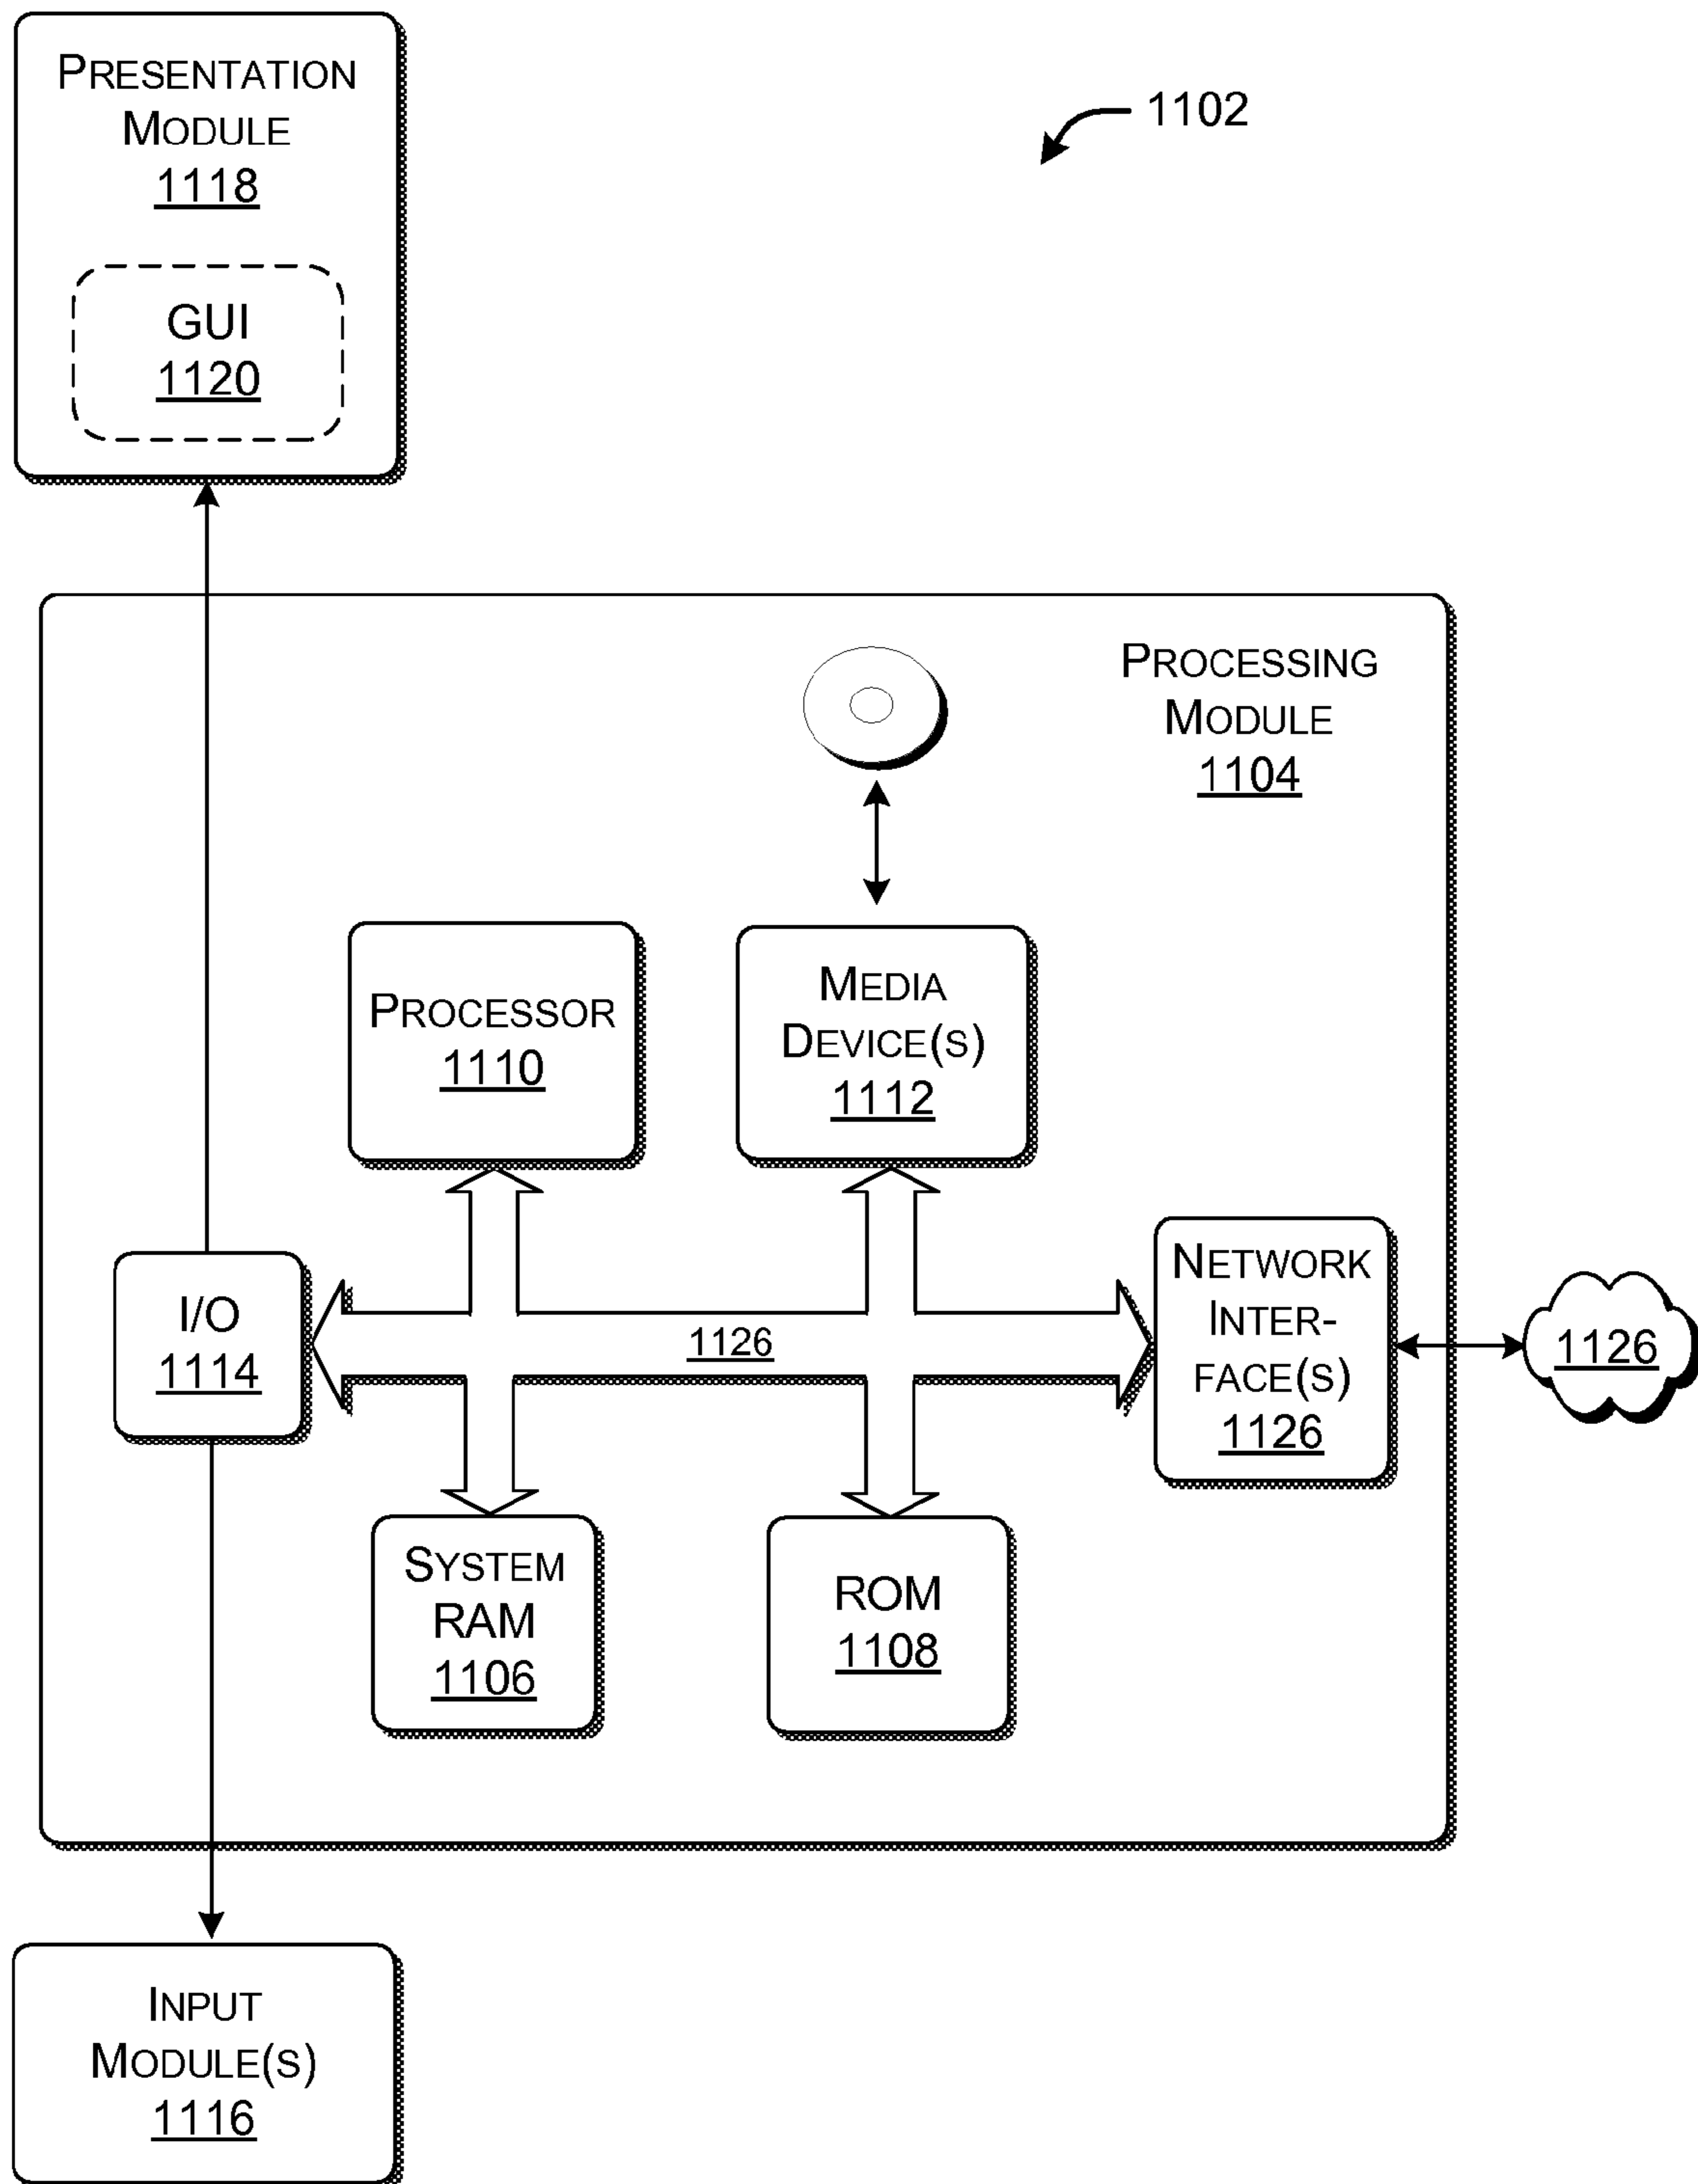 PRESENTATION
MODULE
1118
GUI
1120
1102
PROCESSING
MODULE
1104
PROCESSOR
1110
MEDIA
DEVICE(S)
1112
I/O
1114
1126
NETWORK
INTER-
FACE(S)
1126
1126
SYSTEM
RAM
1106
ROM
1108
INPUT
MODULE(S)
1116